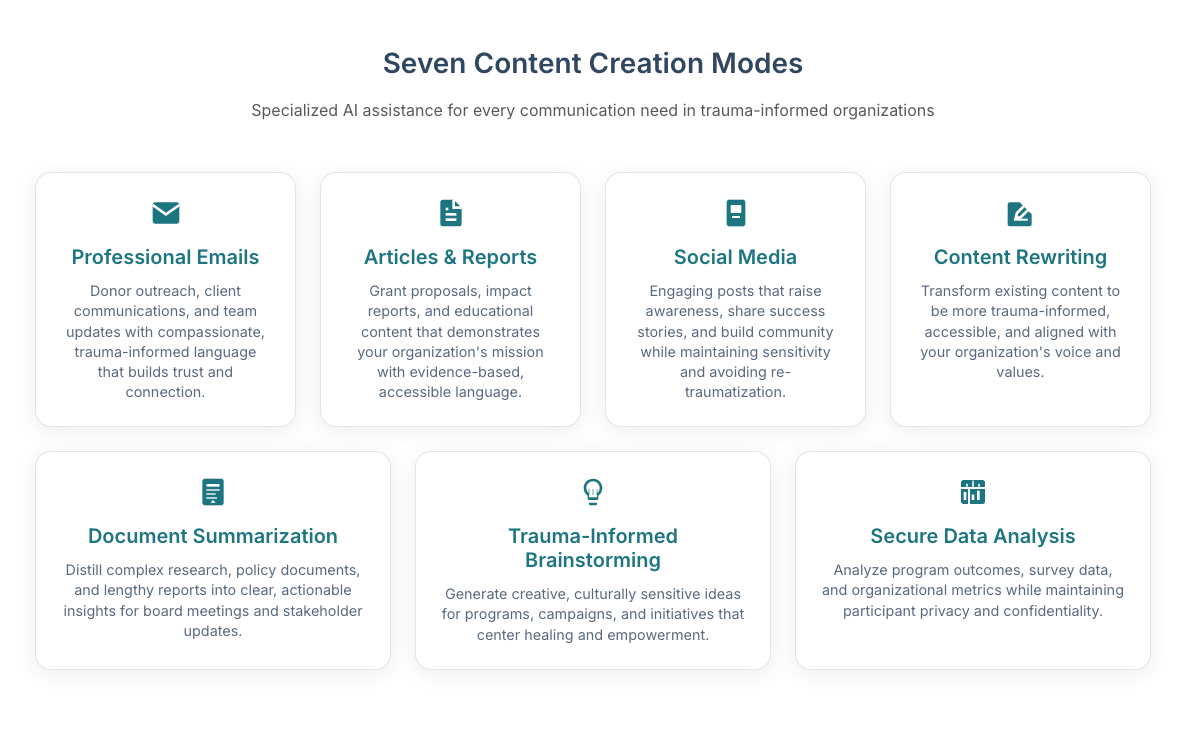 Seven Content Creation Modes
Specialized AI assistance for every communication need in trauma-informed organizations
Professional Emails
Donor outreach, client
communications, and team
updates with compassionate,
trauma-informed language
that builds trust and
connection.
Articles & Reports
Grant proposals, impact
reports, and educational
content that demonstrates
your organization's mission
with evidence-based,
accessible language.
Social Media
Engaging posts that raise
awareness, share success
stories, and build community
while maintaining sensitivity
and avoiding re-
traumatization.
Content Rewriting
Transform existing content to
be more trauma-informed,
accessible, and aligned with
your organization's voice and
values.
Document Summarization
Distill complex research, policy documents,
and lengthy reports into clear, actionable
insights for board meetings and stakeholder
updates.
Trauma-Informed
Brainstorming
Generate creative, culturally sensitive ideas
for programs, campaigns, and initiatives that
center healing and empowerment.
Secure Data Analysis
Analyze program outcomes, survey data,
and organizational metrics while maintaining
participant privacy and confidentiality.